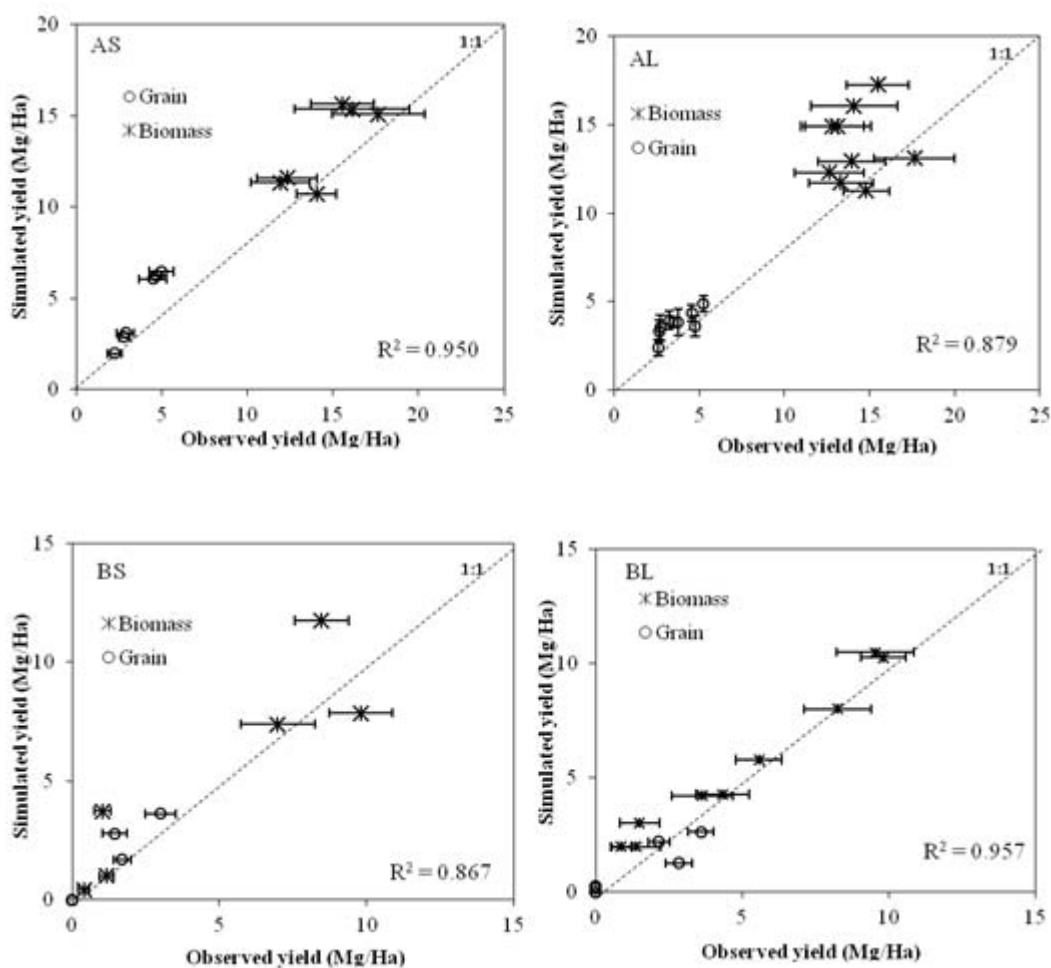 AS
1:1
Grain
Biomass
R² = 0.950
Simulated yield (Mg/Ha)
20
15
10
5
0
0 5 10 15 20 25
Observed yield (Mg/Ha)
AL
1:1
Biomass
Grain
R² = 0.879
Simulated yield (Mg/Ha)
20
15
10
5
0
0 5 10 15 20 25
Observed yield (Mg/Ha)
BS
1:1
Biomass
Grain
R² = 0.867
Simulated yield (Mg/Ha)
15
10
5
0
0 5 10 15
Observed yield (Mg/Ha)
BL
1:1
Biomass
Grain
R² = 0.957
Simulated yield (Mg/Ha)
15
10
5
0
0 5 10 15
Observed yield (Mg/Ha)